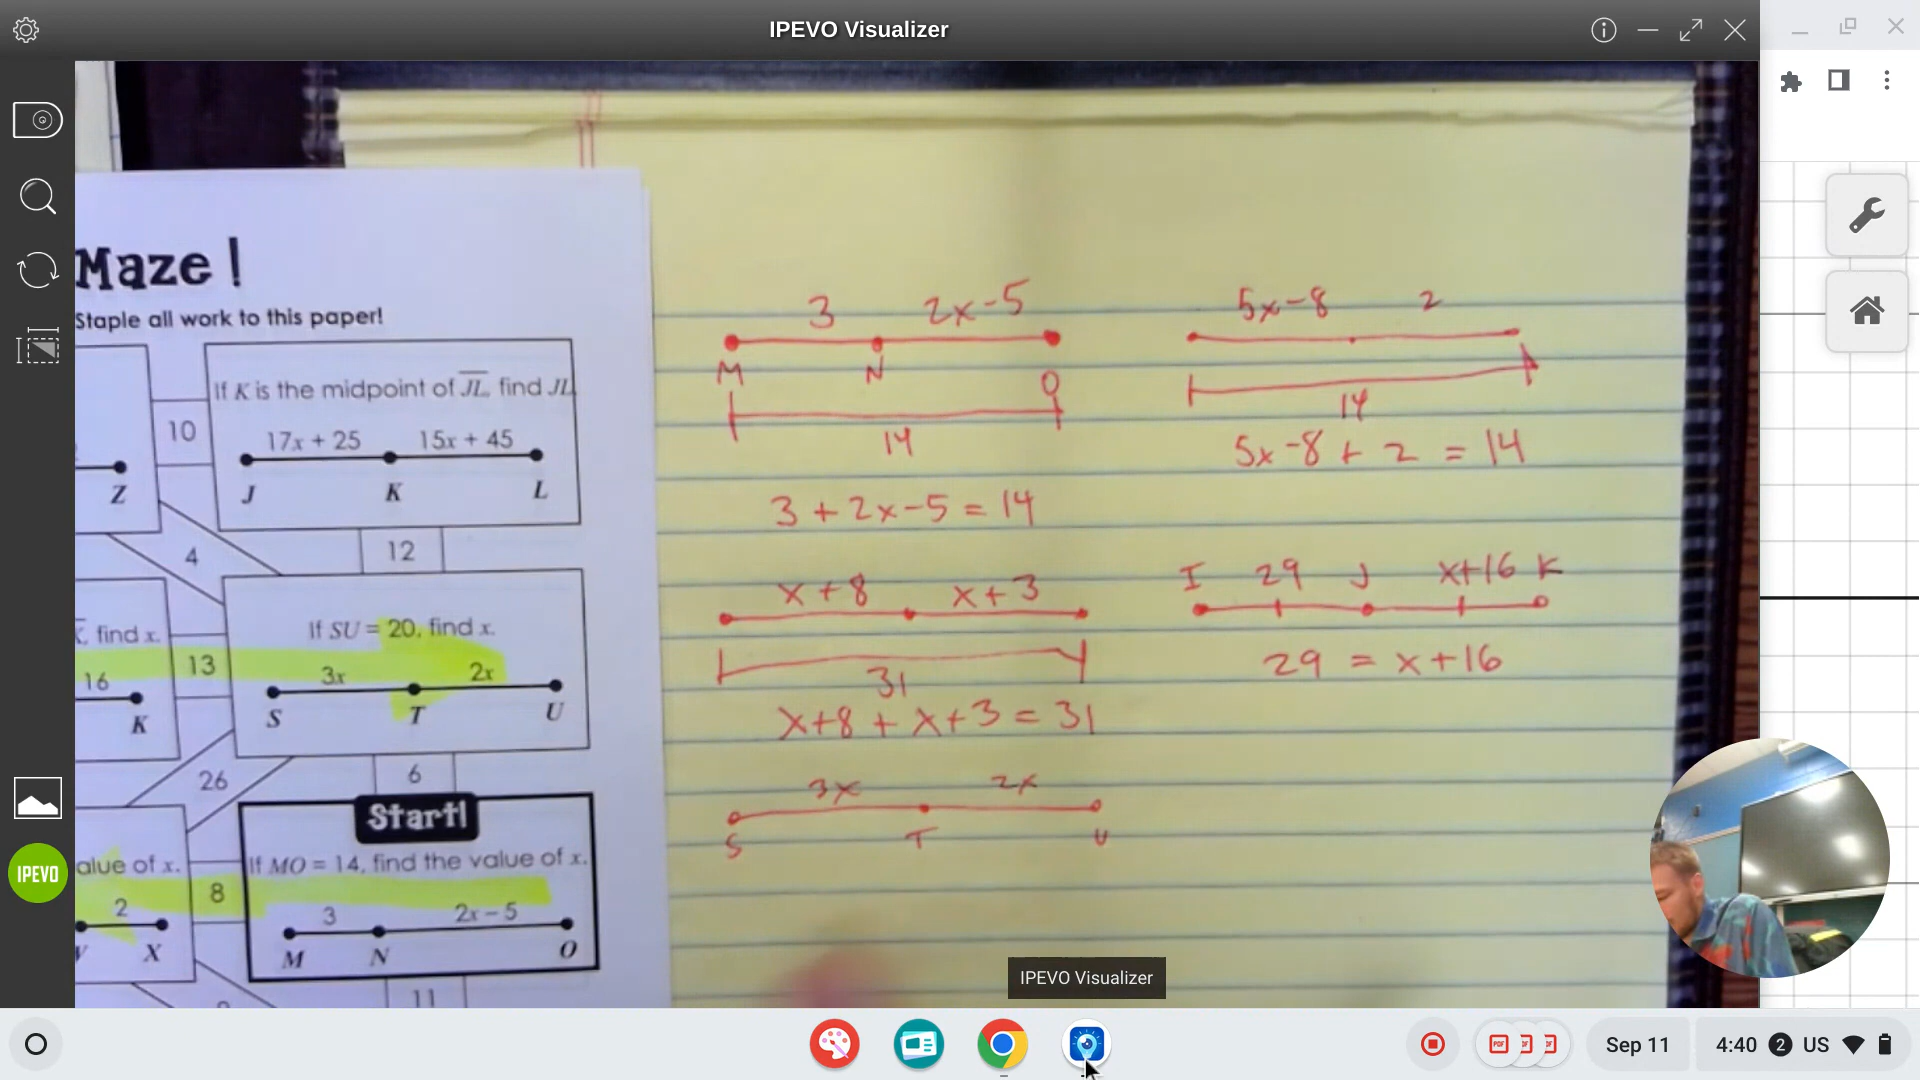 IPEVO Visualizer
Maze!
Staple all work to this paper!
10
If K is the midpoint of JL, find JL
17x + 25 15x + 45
J K L
Z
4
12
If SU = 20, find x.
3x 2x
S T U
, find x.
13
16
K
26
6
Start!
If MO = 14, find the value of x.
3 2x – 5
M N O
alue of x.
8
2
X
11
3 2x-5
M N O
14
3 + 2x-5 = 14
5x-8 2
14
5x-8 + 2 = 14
x+8 x+3
31
x+8 + x+3 = 31
I 29 J x+16 K
29 = x+16
3x 2x
S T U
IPEVO
IPEVO Visualizer
PDF
Sep 11
4:40 2 US